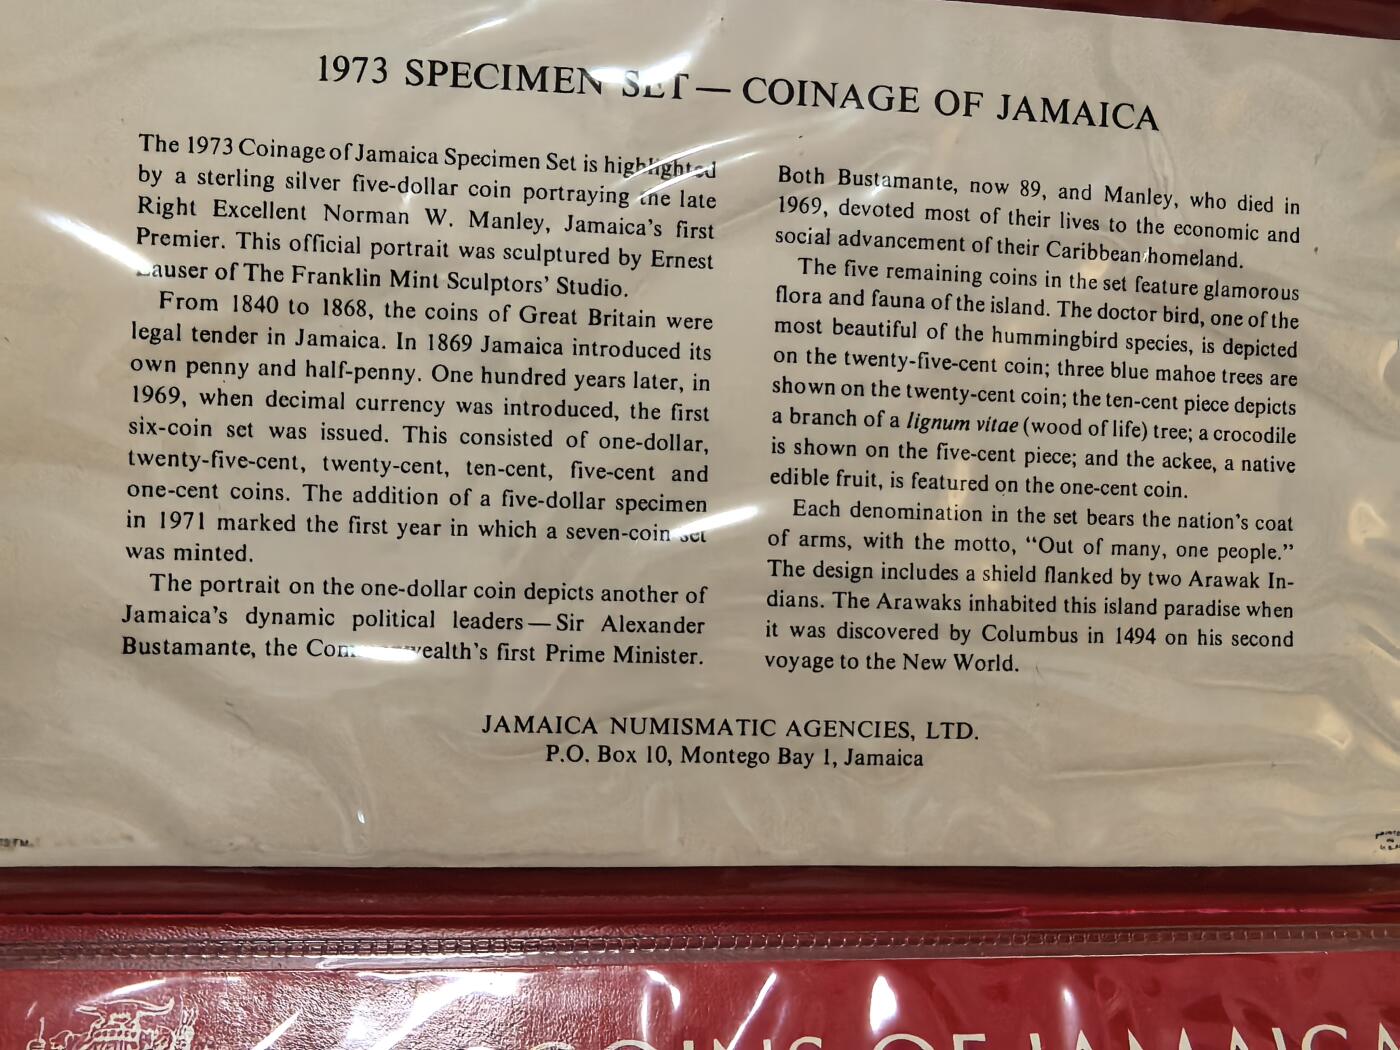 1973 SPECIMEN SET — COINAGE OF JAMAICA
The 1973 Coinage of Jamaica Specimen Set is highlighted
by a sterling silver five-dollar coin portraying the late
Right Excellent Norman W. Manley, Jamaica's first
Premier. This official portrait was sculptured by Ernest
Lauser of The Franklin Mint Sculptors' Studio.
From 1840 to 1868, the coins of Great Britain were
legal tender in Jamaica. In 1869 Jamaica introduced its
own penny and half-penny. One hundred years later, in
1969, when decimal currency was introduced, the first
six-coin set was issued. This consisted of one-dollar,
twenty-five-cent, twenty-cent, ten-cent, five-cent and
one-cent coins. The addition of a five-dollar specimen
in 1971 marked the first year in which a seven-coin set
was minted.
The portrait on the one-dollar coin depicts another of
Jamaica's dynamic political leaders — Sir Alexander
Bustamante, the Commonwealth's first Prime Minister.
Both Bustamante, now 89, and Manley, who died in
1969, devoted most of their lives to the economic and
social advancement of their Caribbean homeland.
The five remaining coins in the set feature glamorous
flora and fauna of the island. The doctor bird, one of the
most beautiful of the hummingbird species, is depicted
on the twenty-five-cent coin; three blue mahoe trees are
shown on the twenty-cent coin; the ten-cent piece depicts
a branch of a lignum vitae (wood of life) tree; a crocodile
is shown on the five-cent piece; and the ackee, a native
edible fruit, is featured on the one-cent coin.
Each denomination in the set bears the nation's coat
of arms, with the motto, “Out of many, one people.”
The design includes a shield flanked by two Arawak In-
dians. The Arawaks inhabited this island paradise when
it was discovered by Columbus in 1494 on his second
voyage to the New World.
JAMAICA NUMISMATIC AGENCIES, LTD.
P.O. Box 10, Montego Bay 1, Jamaica
COINS OF JAMAICA